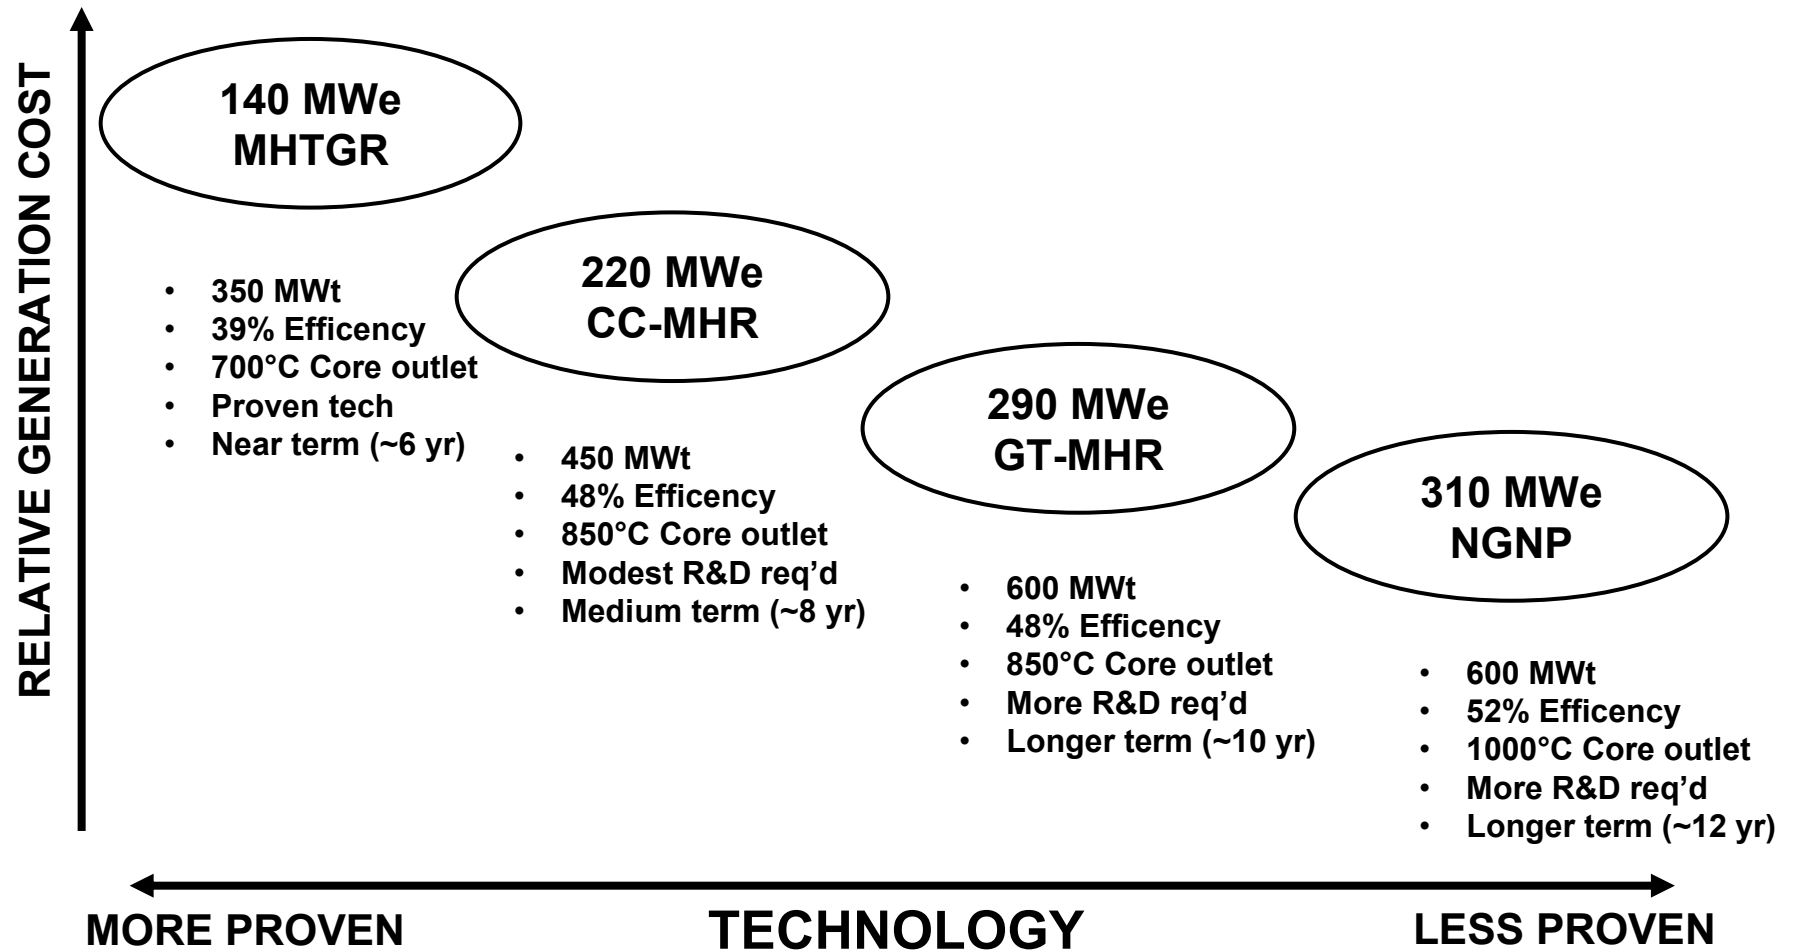 RELATIVE GENERATION COST
140 MWe
MHTGR
• 350 MWt
• 39% Efficency
• 700°C Core outlet
• Proven tech
• Near term (~6 yr)
220 MWe
CC-MHR
• 450 MWt
• 48% Efficency
• 850°C Core outlet
• Modest R&D req’d
• Medium term (~8 yr)
290 MWe
GT-MHR
• 600 MWt
• 48% Efficency
• 850°C Core outlet
• More R&D req’d
• Longer term (~10 yr)
310 MWe
NGNP
• 600 MWt
• 52% Efficency
• 1000°C Core outlet
• More R&D req’d
• Longer term (~12 yr)
MORE PROVEN
TECHNOLOGY
LESS PROVEN